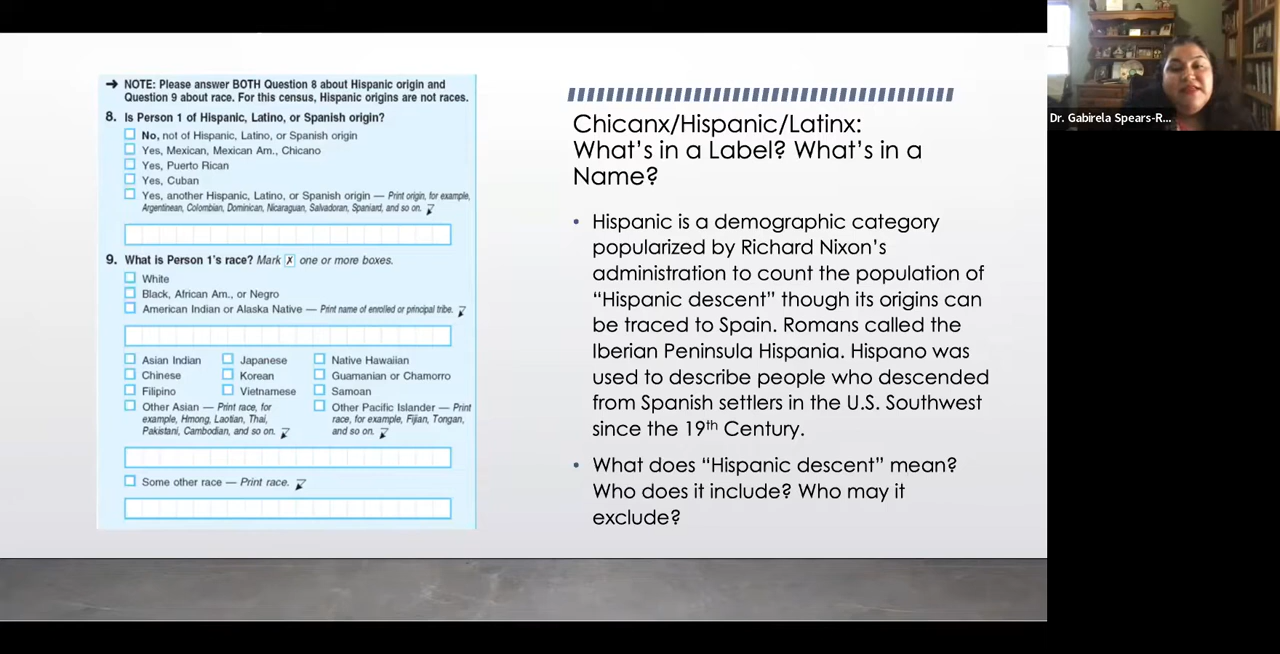 → NOTE: Please answer BOTH Question 8 about Hispanic origin and
Question 9 about race. For this census, Hispanic origins are not races.
8. Is Person 1 of Hispanic, Latino, or Spanish origin?
No, not of Hispanic, Latino, or Spanish origin
Yes, Mexican, Mexican Am., Chicano
Yes, Puerto Rican
Yes, Cuban
Yes, another Hispanic, Latino, or Spanish origin — Print origin, for example,
Argentinean, Colombian, Dominican, Nicaraguan, Salvadoran, Spaniard, and so on.
9. What is Person 1's race? Mark X one or more boxes.
White
Black, African Am., or Negro
American Indian or Alaska Native — Print name of enrolled or principal tribe.
Asian Indian
Chinese
Filipino
Other Asian — Print race, for
example, Hmong, Laotian, Thai,
Pakistani, Cambodian, and so on.
Japanese
Korean
Vietnamese
Native Hawaiian
Guamanian or Chamorro
Samoan
Other Pacific Islander — Print
race, for example, Fijian, Tongan,
and so on.
Some other race — Print race.
Chicanx/Hispanic/Latinx:
What's in a Label? What's in a
Name?
• Hispanic is a demographic category
popularized by Richard Nixon's
administration to count the population of
“Hispanic descent” though its origins can
be traced to Spain. Romans called the
Iberian Peninsula Hispania. Hispano was
used to describe people who descended
from Spanish settlers in the U.S. Southwest
since the 19th Century.
• What does “Hispanic descent” mean?
Who does it include? Who may it
exclude?
Dr. Gabirela Spears-R...